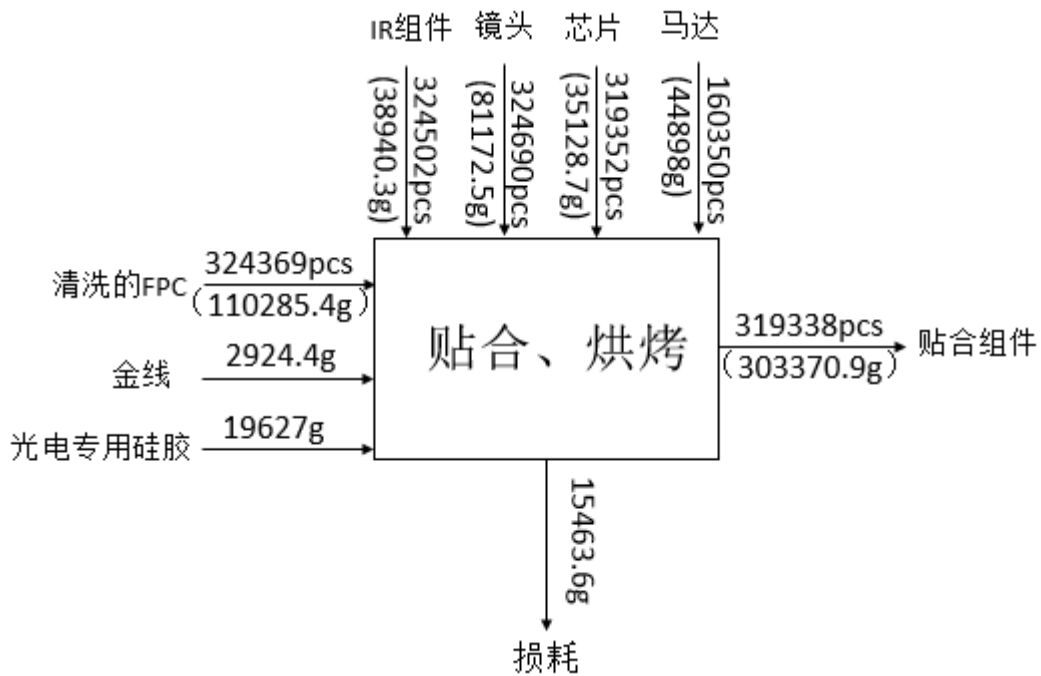 IR组件
镜头
芯片
马达
324502pcs
(38940.3g)
324690pcs
(81172.5g)
319352pcs
(35128.7g)
160350pcs
(44898g)
清洗的FPC
324369pcs
（110285.4g）
金线
2924.4g
光电专用硅胶
19627g
贴合、烘烤
319338pcs
（303370.9g）
贴合组件
15463.6g
损耗